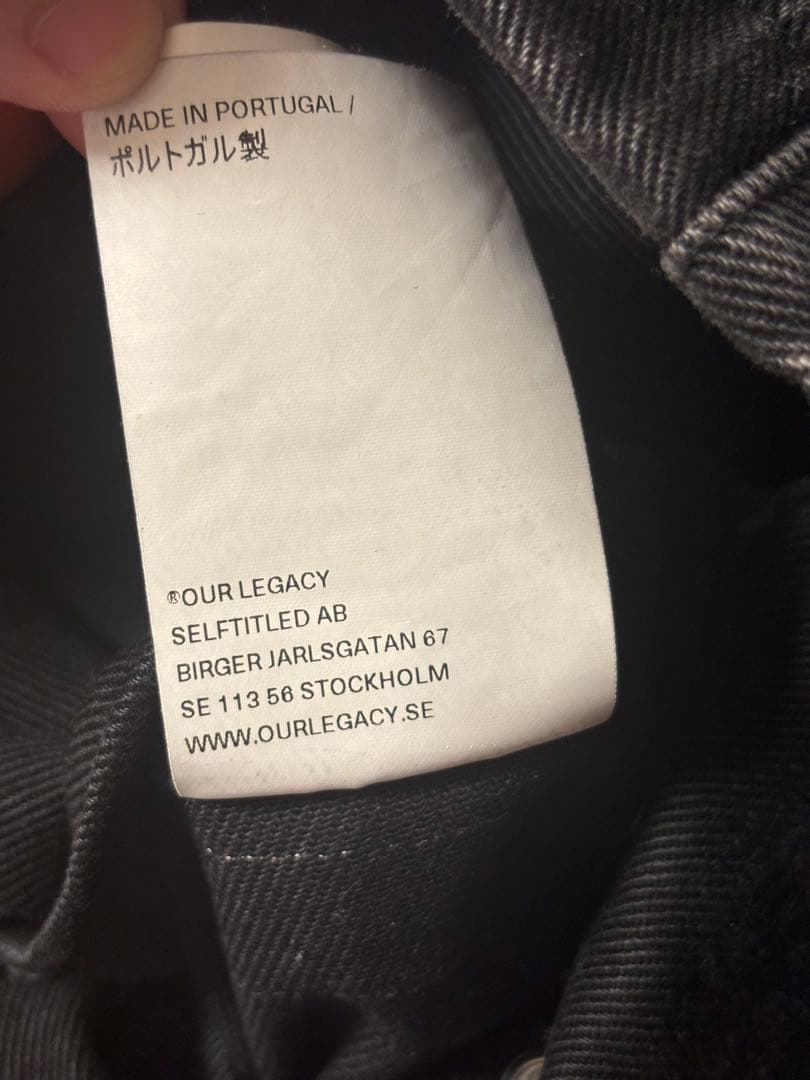 MADE IN PORTUGAL /
ポルトガル製
®OUR LEGACY
SELFTITLED AB
BIRGER JARLSGATAN 67
SE 113 56 STOCKHOLM
WWW.OURLEGACY.SE